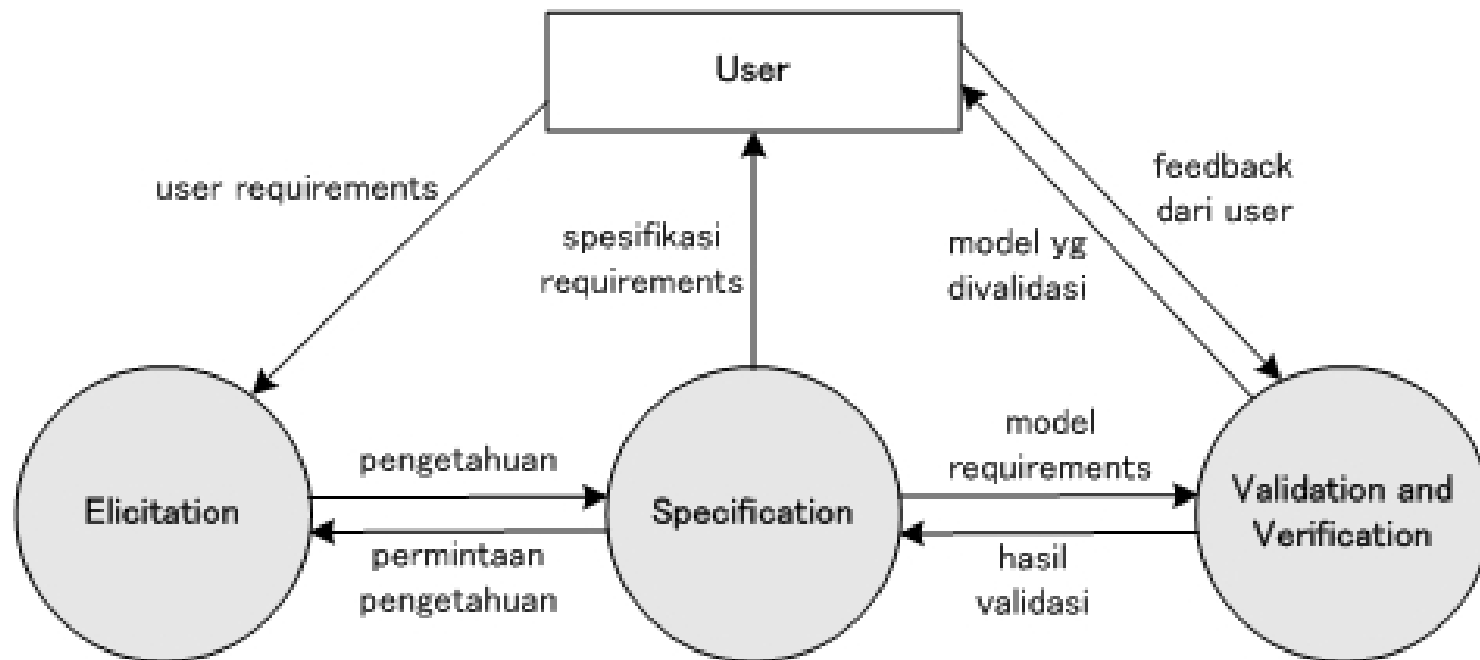 User
user requirements
spesifikasi
requirements
model yg
divalidasi
feedback
dari user
Elicitation
pengetahuan
permintaan
pengetahuan
Specification
model
requirements
hasil
validasi
Validation and
Verification